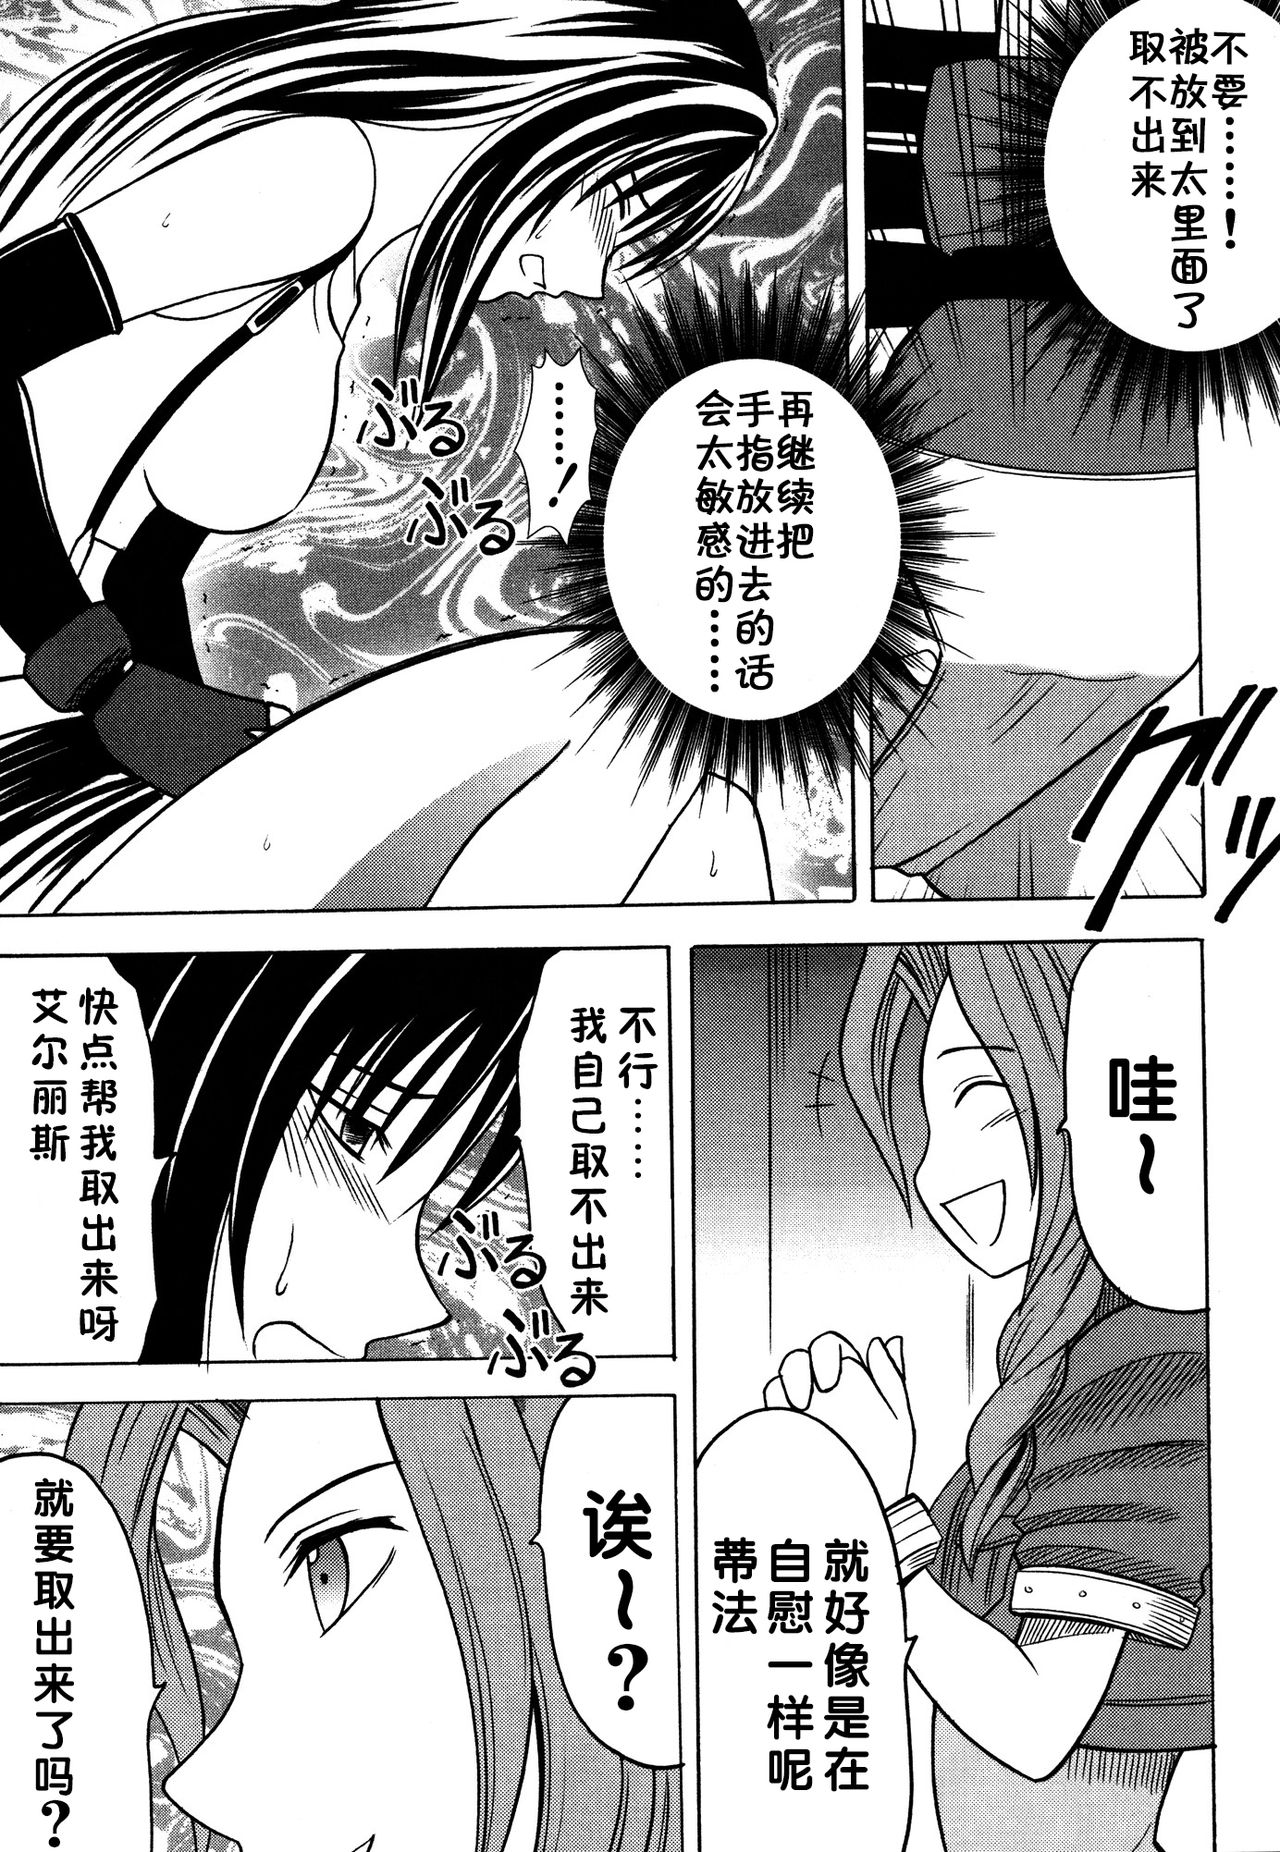 不要……！
被放到太里面了
取不出来
グッ
再继续把
手指放进去的话
会太敏感的……
……！
ぶる
ぶる
哇～
就好像是在
自慰一样呢
蒂法
不行……
我自己取不出来
快点帮我取出来呀
艾尔丽斯
ぶる
ぶる
诶～？
就要取出来了吗？